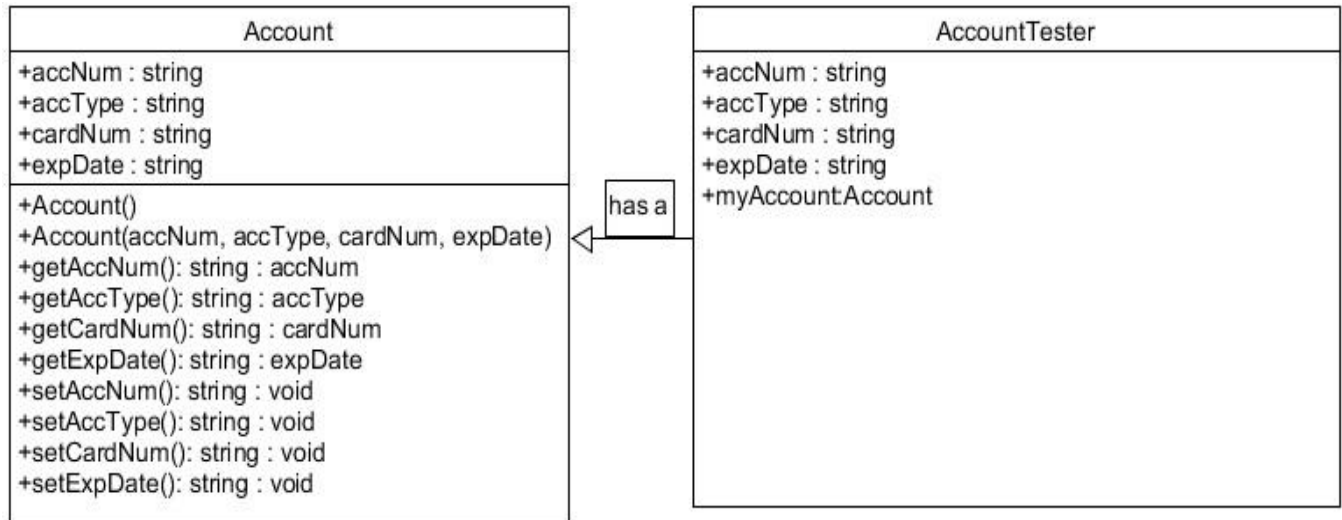 Account
+accNum : string
+accType : string
+cardNum : string
+expDate : string
+Account()
+Account(accNum, accType, cardNum, expDate)
+getAccNum(): string : accNum
+getAccType(): string : accType
+getCardNum(): string : cardNum
+getExpDate(): string : expDate
+setAccNum(): string : void
+setAccType(): string : void
+setCardNum(): string : void
+setExpDate(): string : void
has a
AccountTester
+accNum : string
+accType : string
+cardNum : string
+expDate : string
+myAccount:Account